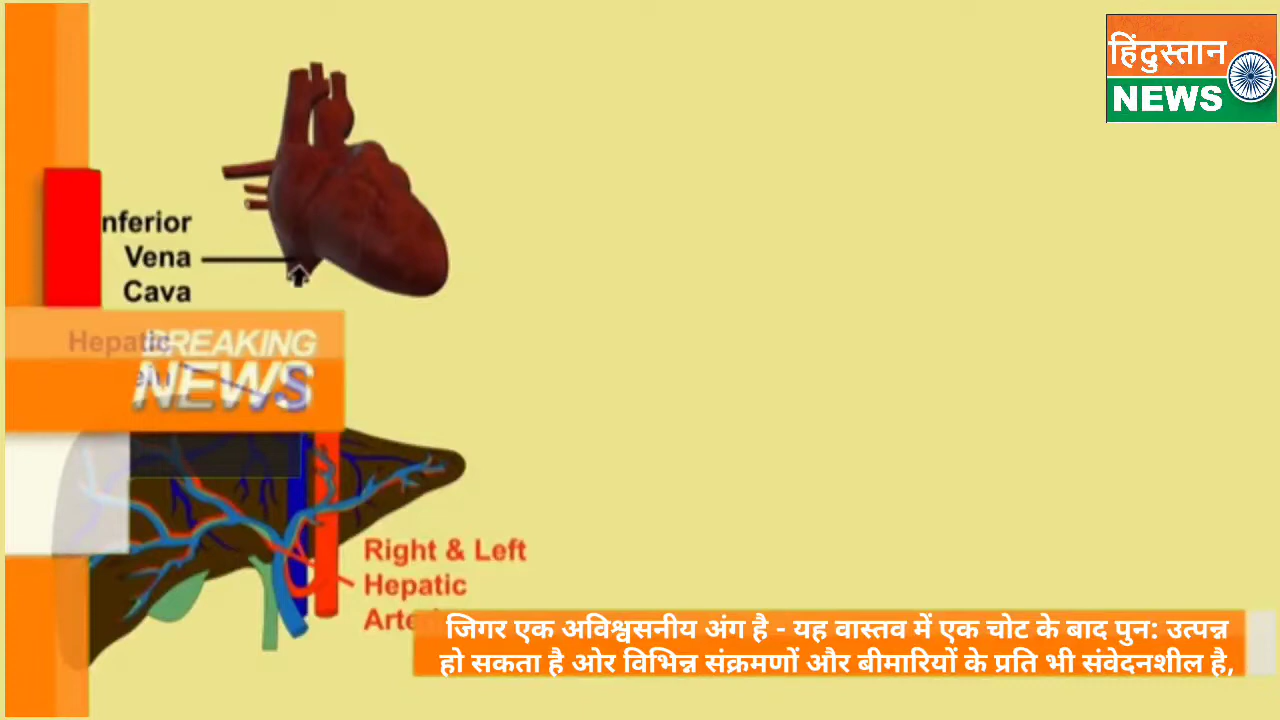 हिंदुस्तान
NEWS
nferior
Vena
Cava
Hepatic
BREAKING
NEWS
Right & Left
Hepatic
Arte
जिगर एक अविश्वसनीय अंग है - यह वास्तव में एक चोट के बाद पुन: उत्पन्न
हो सकता है ओर विभिन्न संक्रमणों और बीमारियों के प्रति भी संवेदनशील है,